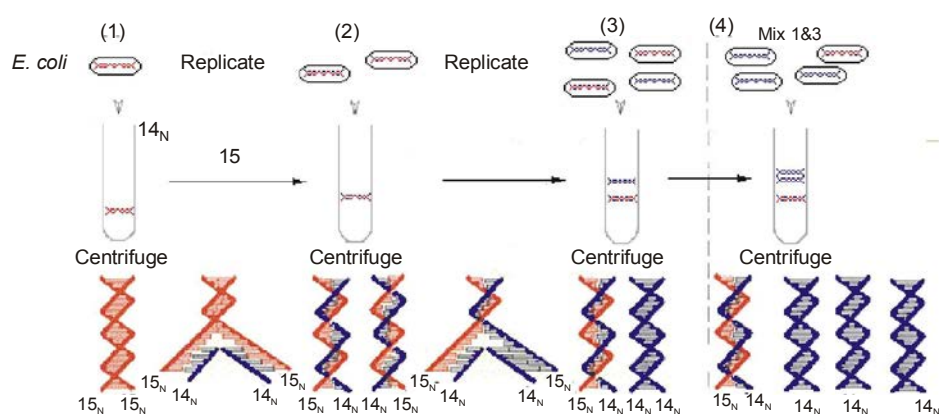 (1) (2) (3) (4)
Mix 1&3
E. coli Replicate Replicate
14N
15
Centrifuge Centrifuge Centrifuge Centrifuge
15N 15N 15N 14N 14N 15N 15N 14N 14N 15N 15N 14N 14N 15N 15N 14N 14N 14N 15N 14N 14N 14N 14N